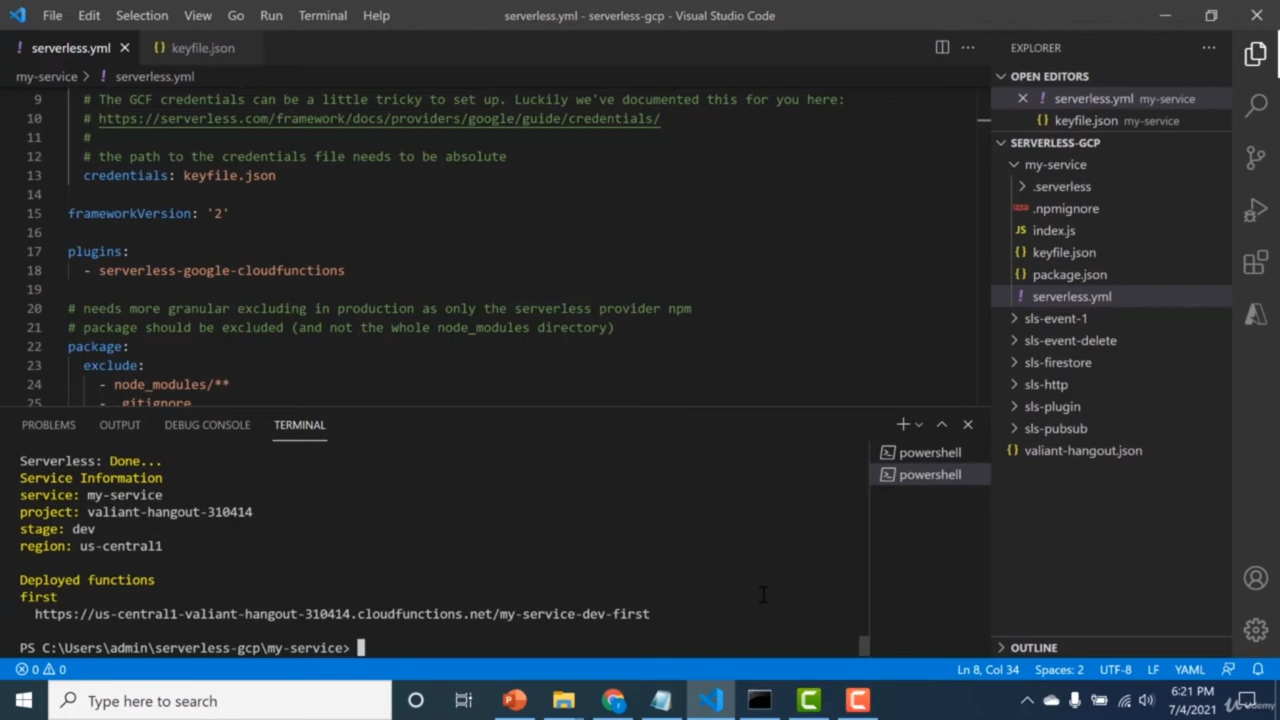 File Edit Selection View Go Run Terminal Help
serverless.yml - serverless-gcp - Visual Studio Code
! serverless.yml
{} keyfile.json
my-service > ! serverless.yml
9 # The GCF credentials can be a little tricky to set up. Luckily we've documented this for you here:
10 # https://serverless.com/framework/docs/providers/google/guide/credentials/
11 #
12 # the path to the credentials file needs to be absolute
13 credentials: keyfile.json
14
15 frameworkVersion: '2'
16
17 plugins:
18 - serverless-google-cloudfunctions
19
20 # needs more granular excluding in production as only the serverless provider npm
21 # package should be excluded (and not the whole node_modules directory)
22 package:
23 exclude:
24 - node_modules/**
25 - .gitignore
PROBLEMS OUTPUT DEBUG CONSOLE TERMINAL
Serverless: Done...
Service Information
service: my-service
project: valiant-hangout-310414
stage: dev
region: us-central1
Deployed functions
first
https://us-central1-valiant-hangout-310414.cloudfunctions.net/my-service-dev-first
PS C:\Users\admin\serverless-gcp\my-service>
powershell
powershell
EXPLORER
OPEN EDITORS
! serverless.yml my-service
{} keyfile.json my-service
SERVERLESS-GCP
my-service
.serverless
.npmignore
JS index.js
{} keyfile.json
{} package.json
! serverless.yml
sls-event-1
sls-event-delete
sls-firestore
sls-http
sls-plugin
sls-pubsub
{} valiant-hangout.json
OUTLINE
0 0
Ln 8, Col 34 Spaces: 2 UTF-8 LF YAML
Type here to search
6:21 PM
7/4/2021
Udemy